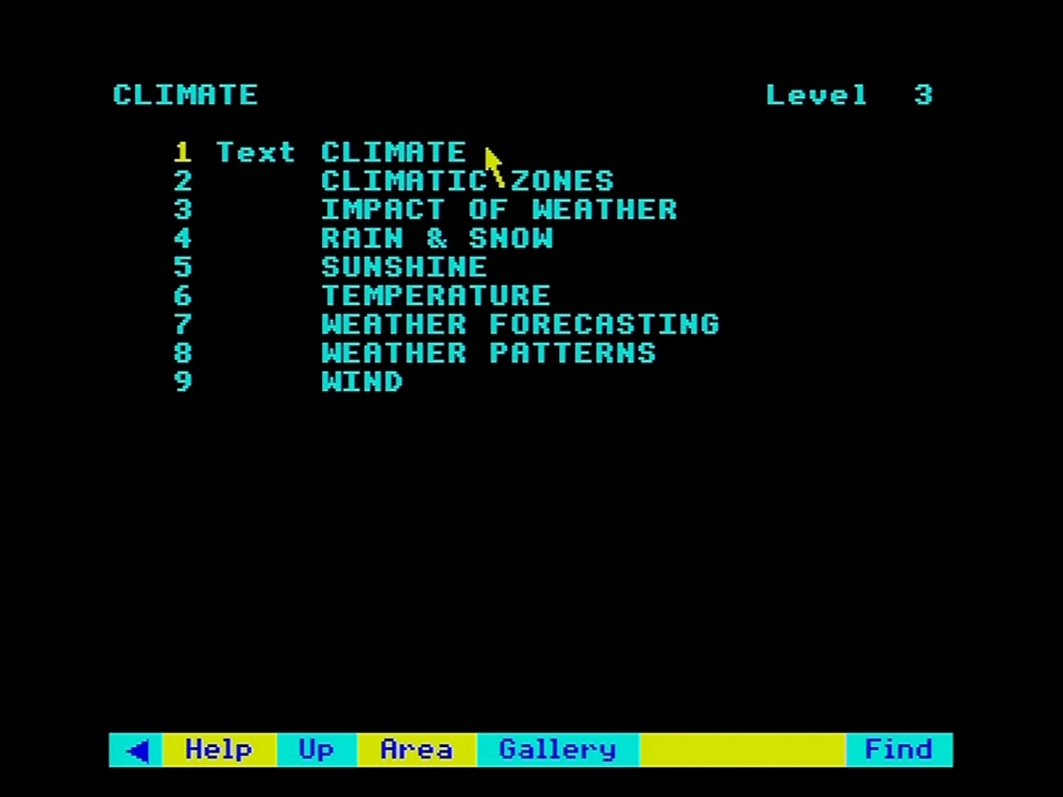 CLIMATE Level 3
1 Text CLIMATE
2 CLIMATIC ZONES
3 IMPACT OF WEATHER
4 RAIN & SNOW
5 SUNSHINE
6 TEMPERATURE
7 WEATHER FORECASTING
8 WEATHER PATTERNS
9 WIND
Help Up Area Gallery Find